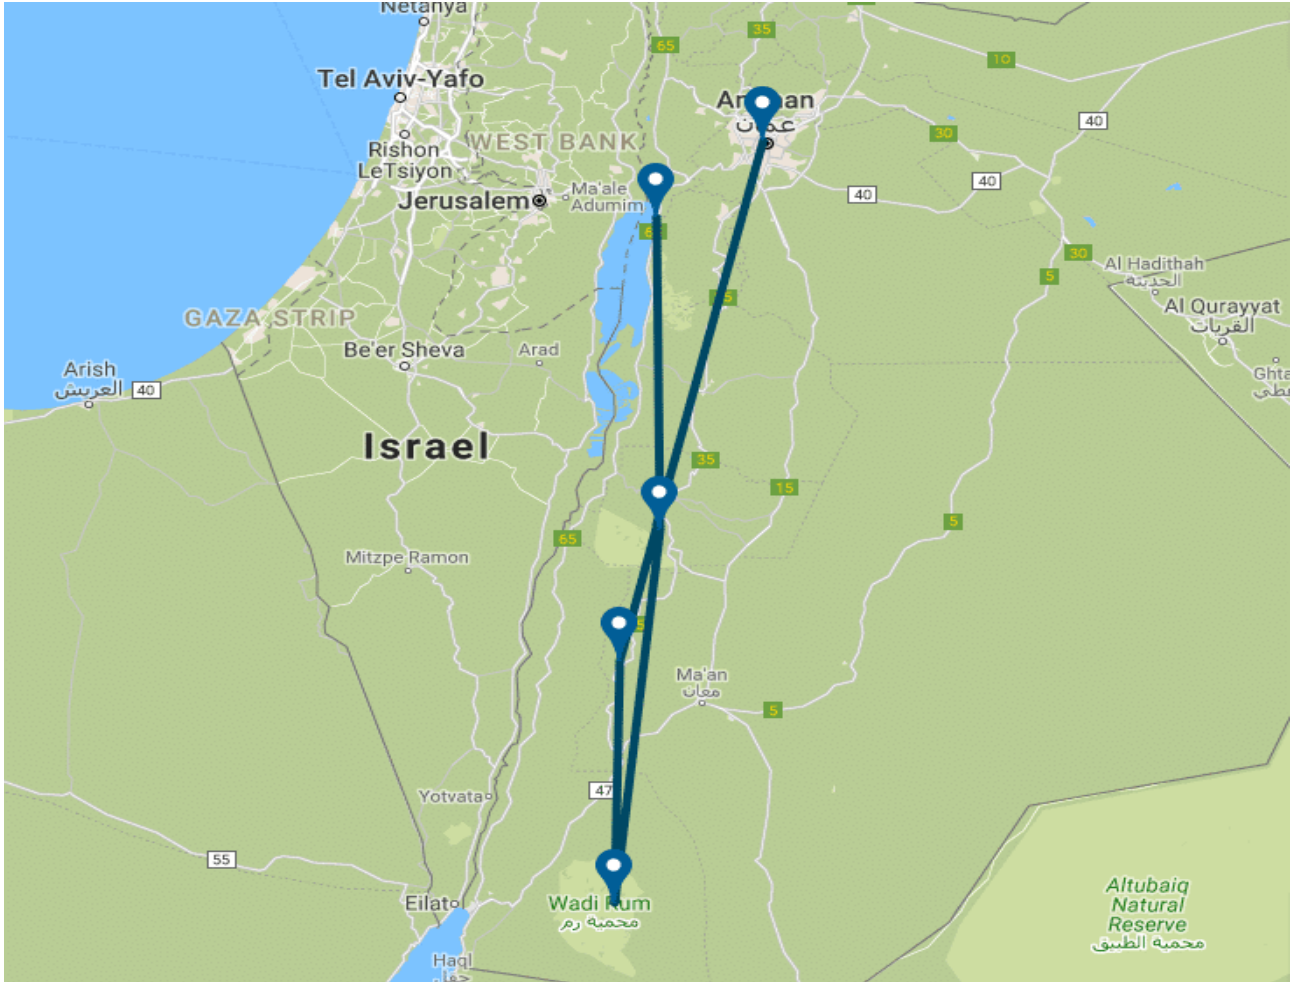 Netanya
65
35
10
Tel Aviv-Yafo
عمان
40
30
WEST BANK
Rishon
LeTsiyon
40
40
Ma'ale
Adumim
Jerusalem
30
5
Al Hadithah
الحديثة
Al Qurayyat
القريات
GAZA STRIP
Be'er Sheva
Arad
Arish
العريش
40
Israel
35
15
5
65
Mitzpe Ramon
Ma'an
معان
5
47
Yotvata
55
Eilat
Wadi Rum
محمية رم
Altubaiq
Natural
Reserve
محمية الطبيق
Haql
حقل